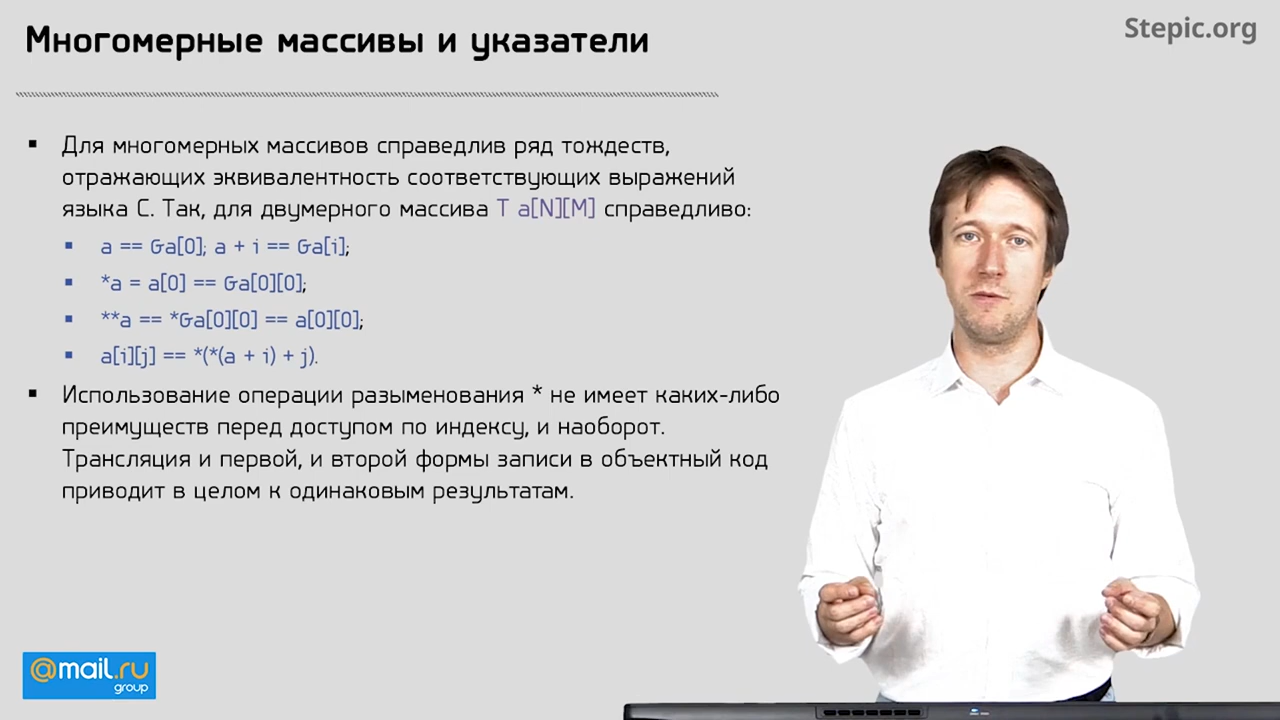 Многомерные массивы и указатели
Stepic.org
▪ Для многомерных массивов справедлив ряд тождеств,
отражающих эквивалентность соответствующих выражений
языка C. Так, для двумерного массива T a[N][M] справедливо:
▪ a == &a[0]; a + i == &a[i];
▪ *a = a[0] == &a[0][0];
▪ **a == *&a[0][0] == a[0][0];
▪ a[i][j] == *(*(a + i) + j).
▪ Использование операции разыменования * не имеет каких-либо
преимуществ перед доступом по индексу, и наоборот.
Трансляция и первой, и второй формы записи в объектный код
приводит в целом к одинаковым результатам.
@mail.ru
group